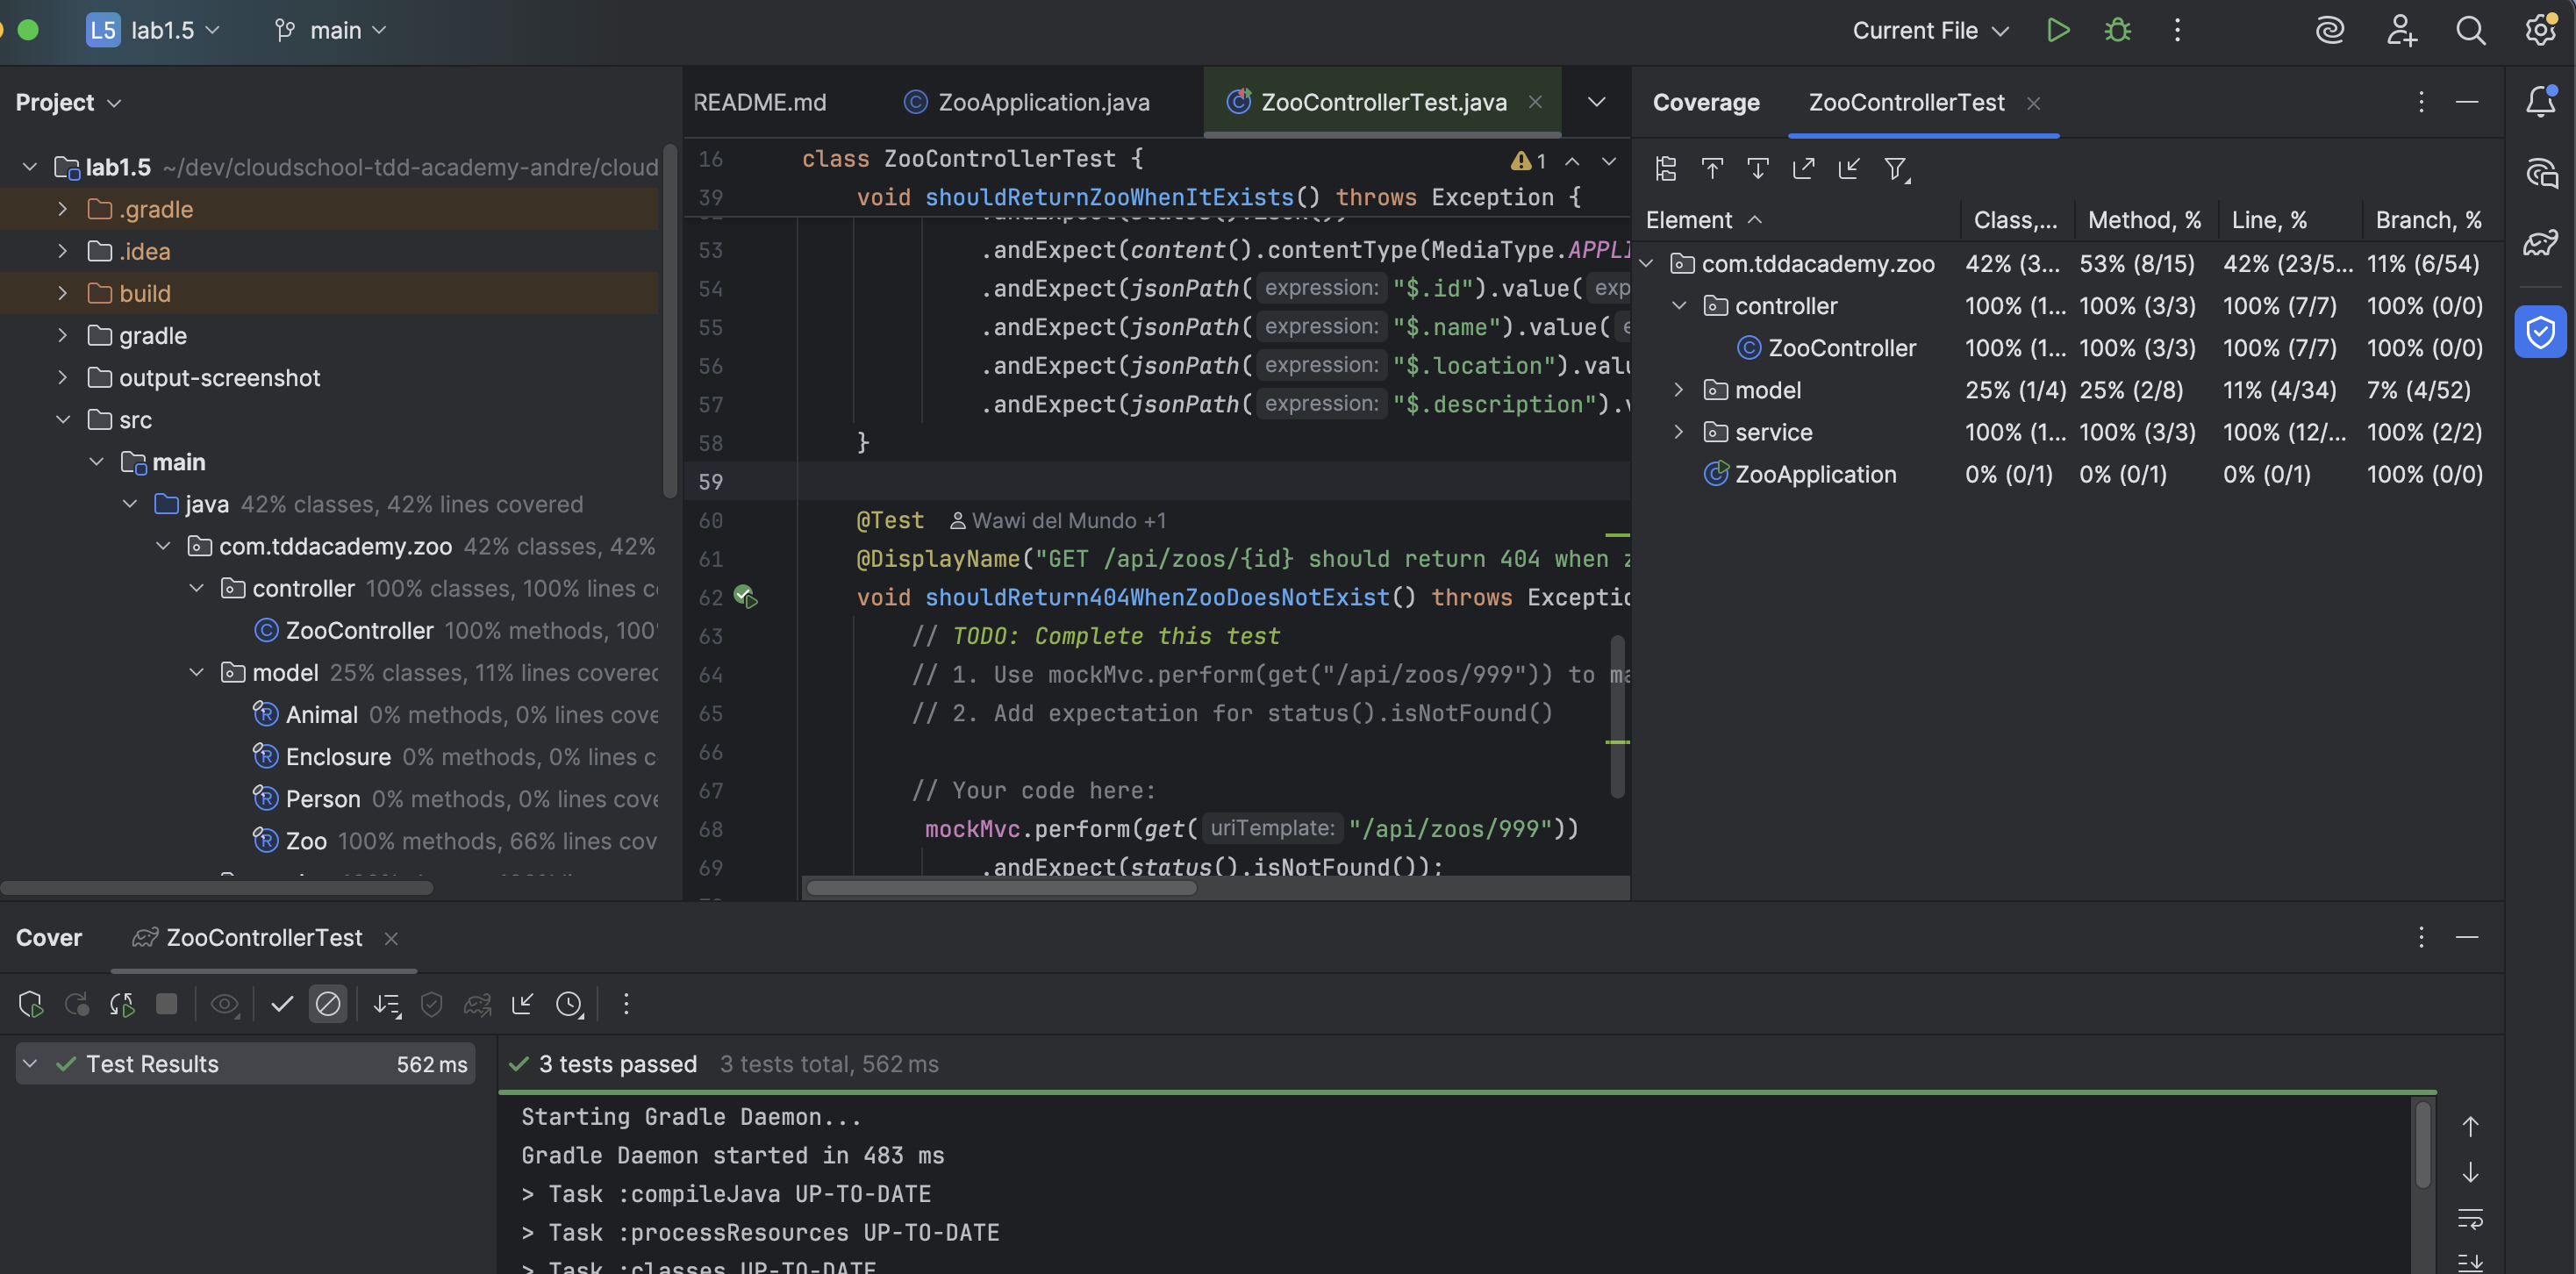 L5 lab1.5 main Current File
Project
README.md ZooApplication.java ZooControllerTest.java
Coverage ZooControllerTest
lab1.5 ~/dev/cloudschool-tdd-academy-andre/cloud
.gradle
.idea
build
gradle
output-screenshot
src
main
java 42% classes, 42% lines covered
com.tddacademy.zoo 42% classes, 42%
controller 100% classes, 100% lines c
ZooController 100% methods, 100
model 25% classes, 11% lines covered
Animal 0% methods, 0% lines cove
Enclosure 0% methods, 0% lines c
Person 0% methods, 0% lines cove
Zoo 100% methods, 66% lines cov
16 class ZooControllerTest { 1
39 void shouldReturnZooWhenItExists() throws Exception {
53 .andExpect(content().contentType(MediaType.APPLI
54 .andExpect(jsonPath( expression: "$.id").value( exp
55 .andExpect(jsonPath( expression: "$.name").value( e
56 .andExpect(jsonPath( expression: "$.location").valu
57 .andExpect(jsonPath( expression: "$.description").v
58 }
59
60 @Test Wawi del Mundo +1
61 @DisplayName("GET /api/zoos/{id} should return 404 when z
62 void shouldReturn404WhenZooDoesNotExist() throws Exceptio
63 // TODO: Complete this test
64 // 1. Use mockMvc.perform(get("/api/zoos/999")) to ma
65 // 2. Add expectation for status().isNotFound()
66
67 // Your code here:
68 mockMvc.perform(get( uriTemplate: "/api/zoos/999"))
69 .andExpect(status().isNotFound());
Element Class,... Method, % Line, % Branch, %
com.tddacademy.zoo 42% (3... 53% (8/15) 42% (23/5... 11% (6/54)
controller 100% (1... 100% (3/3) 100% (7/7) 100% (0/0)
ZooController 100% (1... 100% (3/3) 100% (7/7) 100% (0/0)
model 25% (1/4) 25% (2/8) 11% (4/34) 7% (4/52)
service 100% (1... 100% (3/3) 100% (12/... 100% (2/2)
ZooApplication 0% (0/1) 0% (0/1) 0% (0/1) 100% (0/0)
Cover ZooControllerTest
Test Results 562 ms
3 tests passed 3 tests total, 562 ms
Starting Gradle Daemon...
Gradle Daemon started in 483 ms
> Task :compileJava UP-TO-DATE
> Task :processResources UP-TO-DATE
> Task :classes UP-TO-DATE